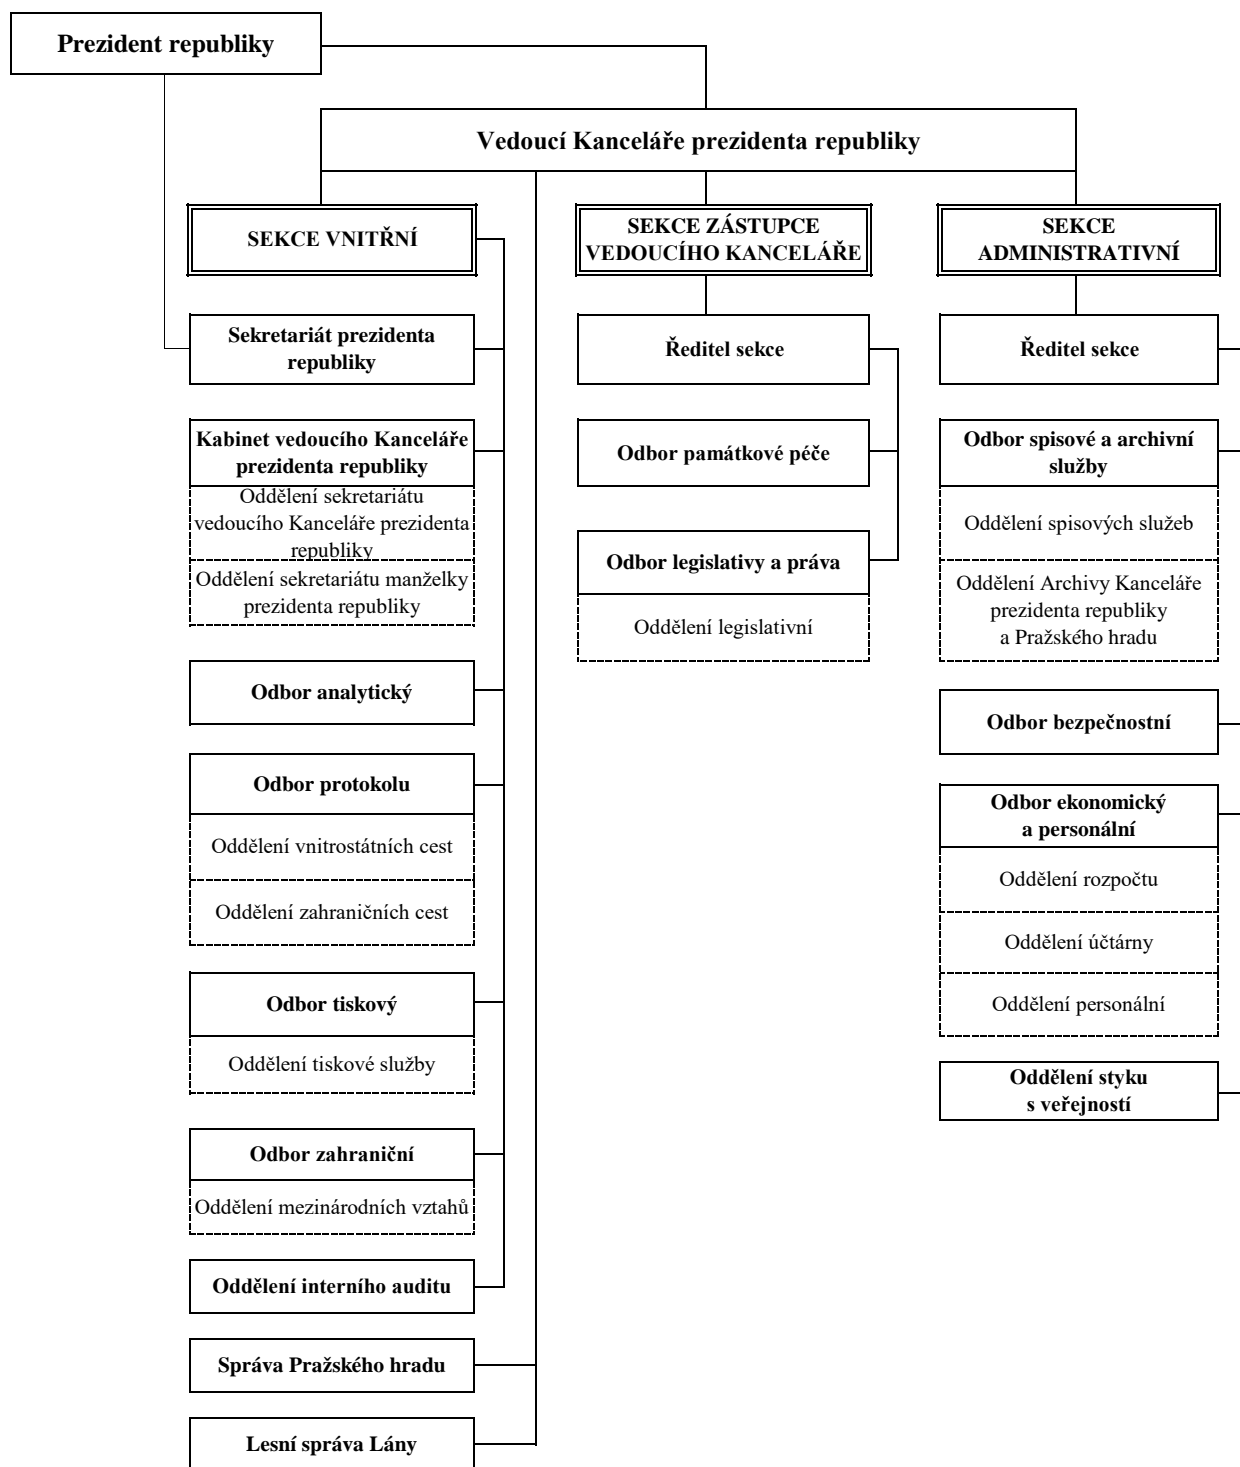 Prezident republiky
Vedoucí Kanceláře prezidenta republiky
SEKCE VNITŘNÍ
Sekretariát prezidenta
republiky
Kabinet vedoucího Kanceláře
prezidenta republiky
Oddělení sekretariátu
vedoucího Kanceláře prezidenta
republiky
Oddělení sekretariátu manželky
prezidenta republiky
Odbor analytický
Odbor protokolu
Oddělení vnitrostátních cest
Oddělení zahraničních cest
Odbor tiskový
Oddělení tiskové služby
Odbor zahraniční
Oddělení mezinárodních vztahů
Oddělení interního auditu
Správa Pražského hradu
Lesní správa Lány
SEKCE ZÁSTUPCE
VEDOUCÍHO KANCELÁŘE
Ředitel sekce
Odbor památkové péče
Odbor legislativy a práva
Oddělení legislativní
SEKCE
ADMINISTRATIVNÍ
Ředitel sekce
Odbor spisové a archivní
služby
Oddělení spisových služeb
Oddělení Archivy Kanceláře
prezidenta republiky
a Pražského hradu
Odbor bezpečnostní
Odbor ekonomický
a personální
Oddělení rozpočtu
Oddělení účtárny
Oddělení personální
Oddělení styku
s veřejností